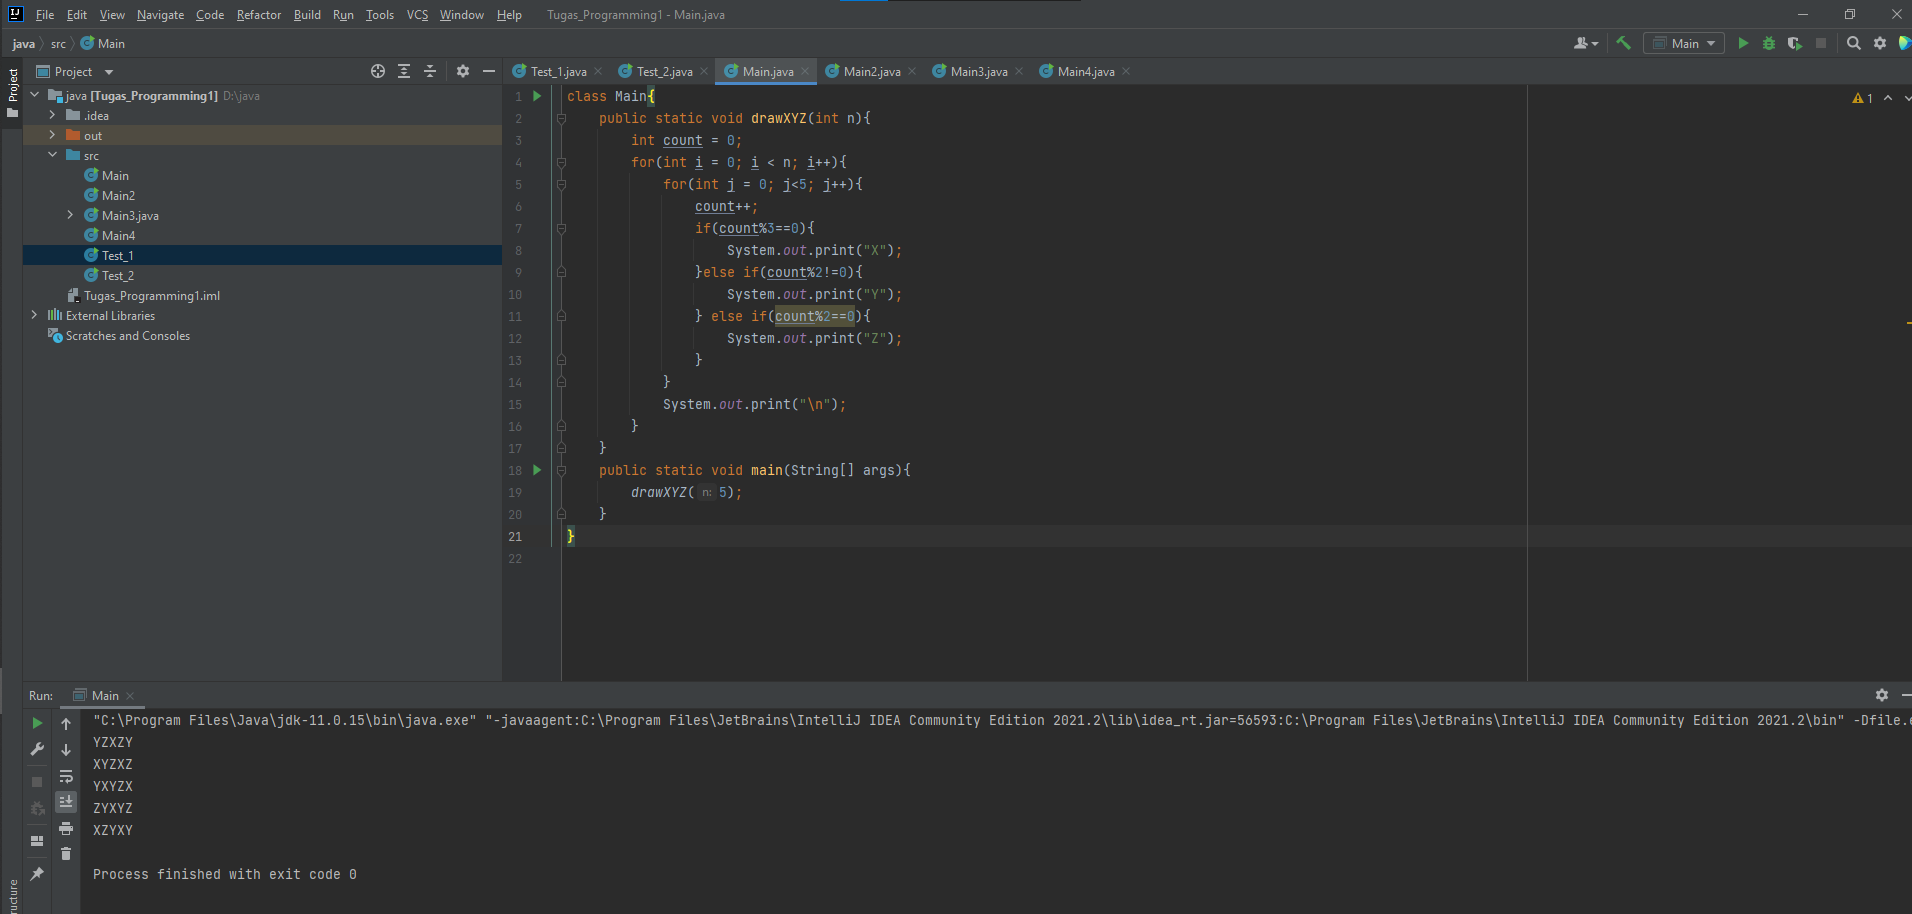 File Edit View Navigate Code Refactor Build Run Tools VCS Window Help Tugas_Programming1 - Main.java
java src Main
Main
Project
Project
Test_1.java Test_2.java Main.java Main2.java Main3.java Main4.java
java [Tugas_Programming1] D:\java
.idea
out
src
Main
Main2
Main3.java
Main4
Test_1
Test_2
Tugas_Programming1.iml
External Libraries
Scratches and Consoles
1
1 class Main{
2 public static void drawXYZ(int n){
3 int count = 0;
4 for(int i = 0; i < n; i++){
5 for(int j = 0; j<5; j++){
6 count++;
7 if(count%3==0){
8 System.out.print("X");
9 }else if(count%2!=0){
10 System.out.print("Y");
11 } else if(count%2==0){
12 System.out.print("Z");
13 }
14 }
15 System.out.print("\n");
16 }
17 }
18 public static void main(String[] args){
19 drawXYZ( n: 5);
20 }
21 }
22
Run: Main
"C:\Program Files\Java\jdk-11.0.15\bin\java.exe" "-javaagent:C:\Program Files\JetBrains\IntelliJ IDEA Community Edition 2021.2\lib\idea_rt.jar=56593:C:\Program Files\JetBrains\IntelliJ IDEA Community Edition 2021.2\bin" -Dfile.e
YZXZY
XYZXZ
YXYZX
ZYXYZ
XZYXY
Process finished with exit code 0
ructure